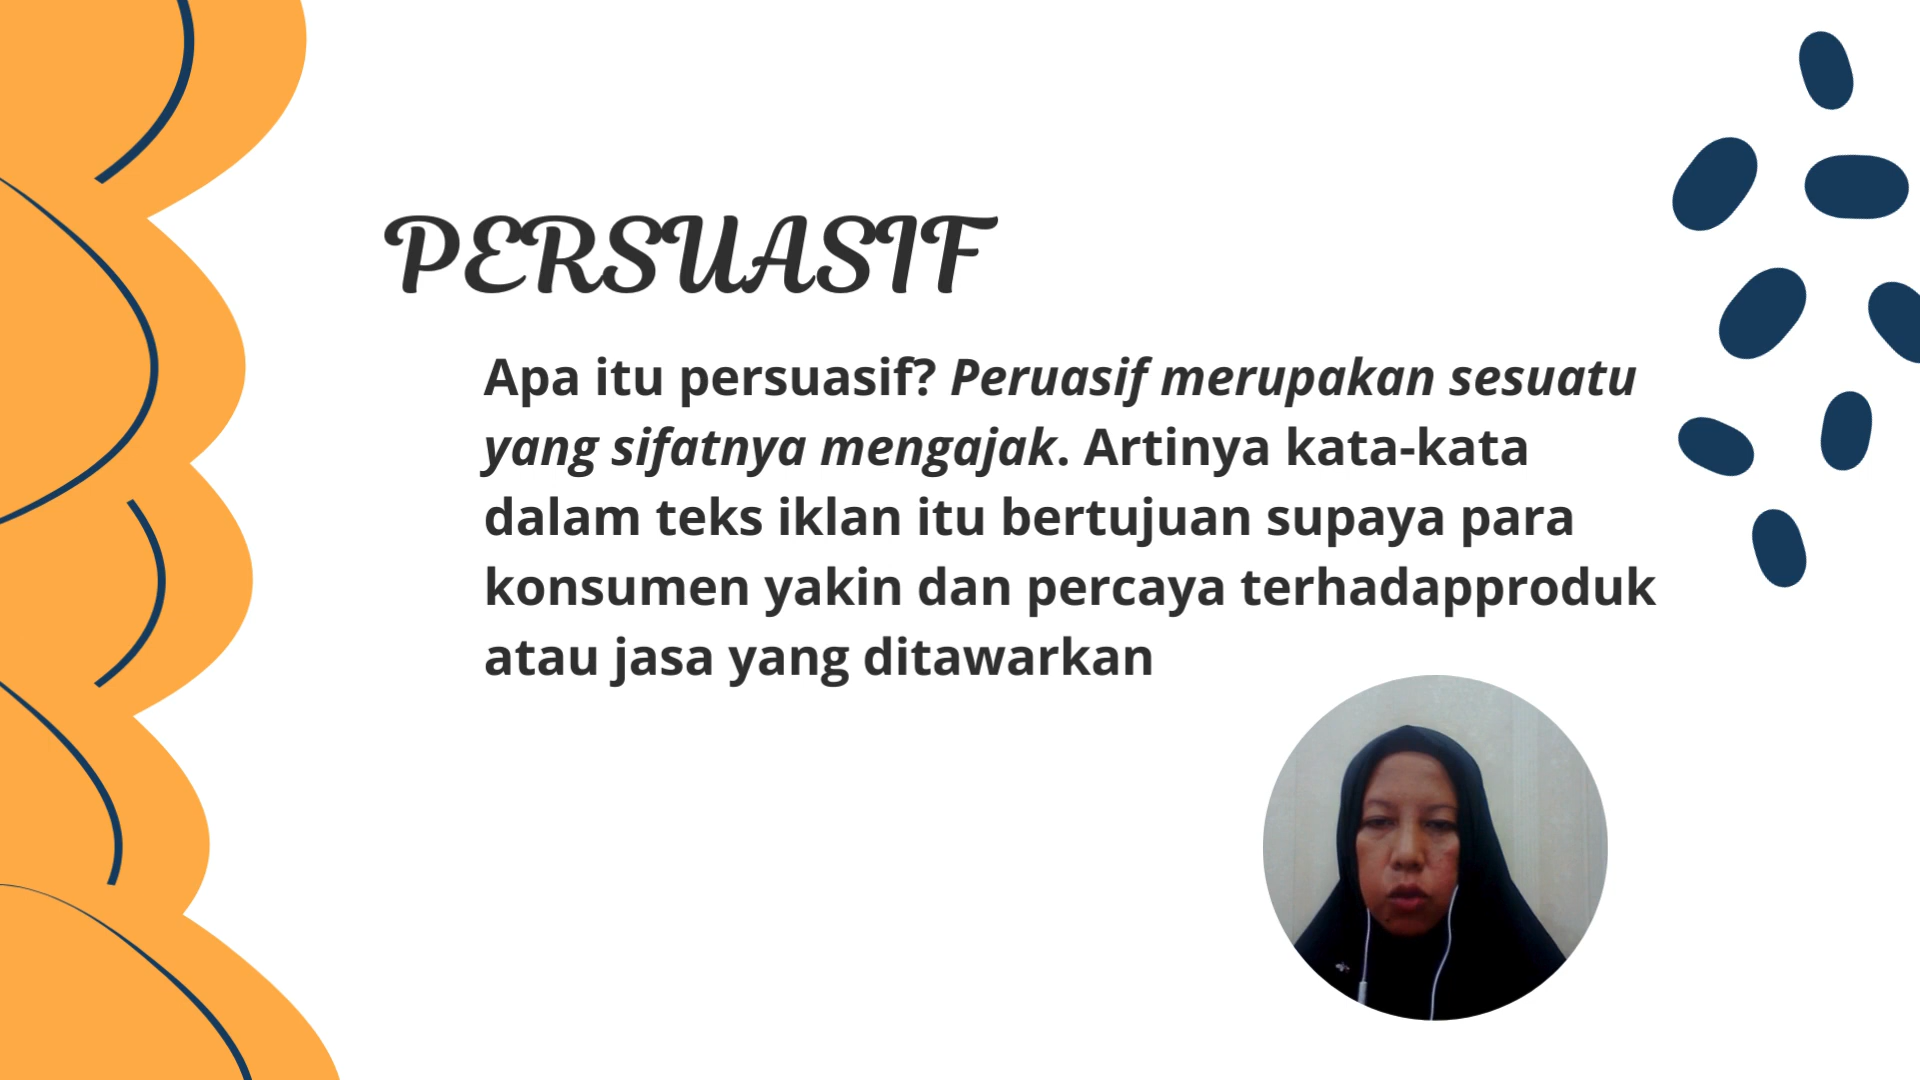 PERSUASIF
Apa itu persuasif? Peruasif merupakan sesuatu
yang sifatnya mengajak. Artinya kata-kata
dalam teks iklan itu bertujuan supaya para
konsumen yakin dan percaya terhadapproduk
atau jasa yang ditawarkan